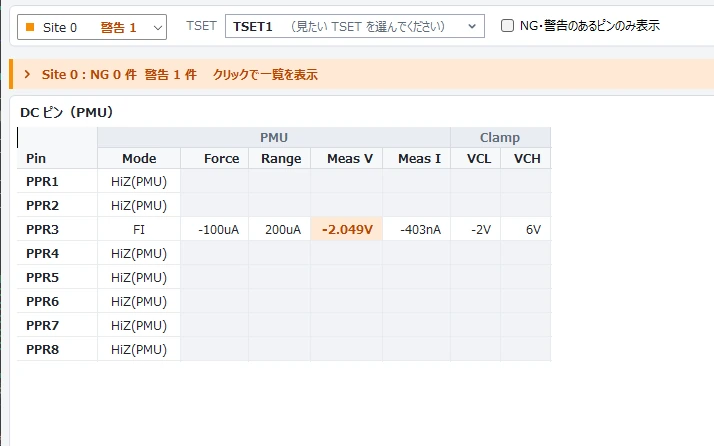 Site 0 警告 1 TSET TSET1 （見たい TSET を選んでください） NG・警告のあるピンのみ表示
Site 0：NG 0 件 警告 1 件 クリックで一覧を表示
DC ピン（PMU）
PMU Clamp
Pin Mode Force Range Meas V Meas I VCL VCH
PPR1 HiZ(PMU)
PPR2 HiZ(PMU)
PPR3 FI -100uA 200uA -2.049V -403nA -2V 6V
PPR4 HiZ(PMU)
PPR5 HiZ(PMU)
PPR6 HiZ(PMU)
PPR7 HiZ(PMU)
PPR8 HiZ(PMU)